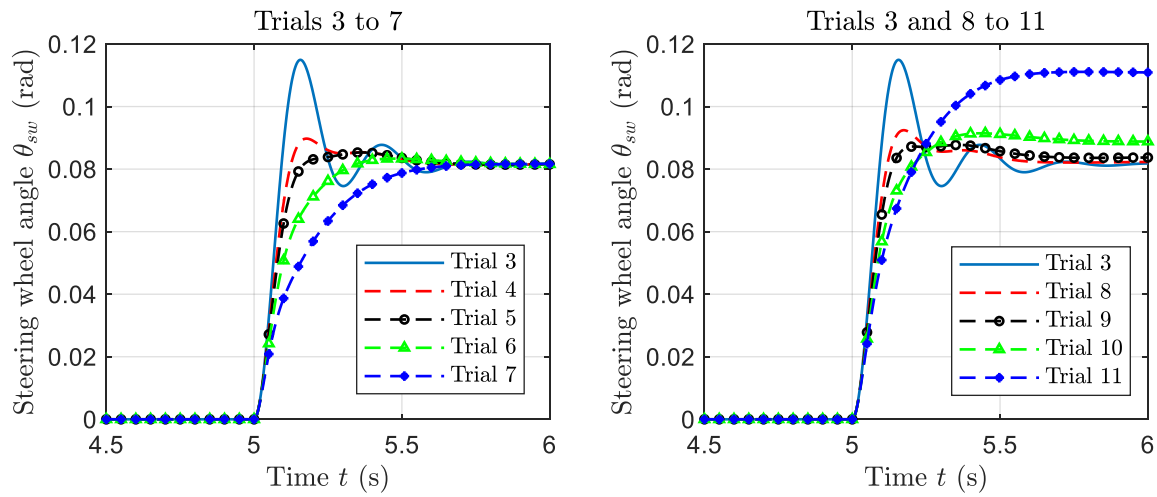 Trials 3 to 7
Steering wheel angle θsw (rad)
0.12
0.1
0.08
0.06
0.04
0.02
0
4.5
5
5.5
6
Time t (s)
Trial 3
Trial 4
Trial 5
Trial 6
Trial 7
Trials 3 and 8 to 11
Steering wheel angle θsw (rad)
0.12
0.1
0.08
0.06
0.04
0.02
0
4.5
5
5.5
6
Time t (s)
Trial 3
Trial 8
Trial 9
Trial 10
Trial 11